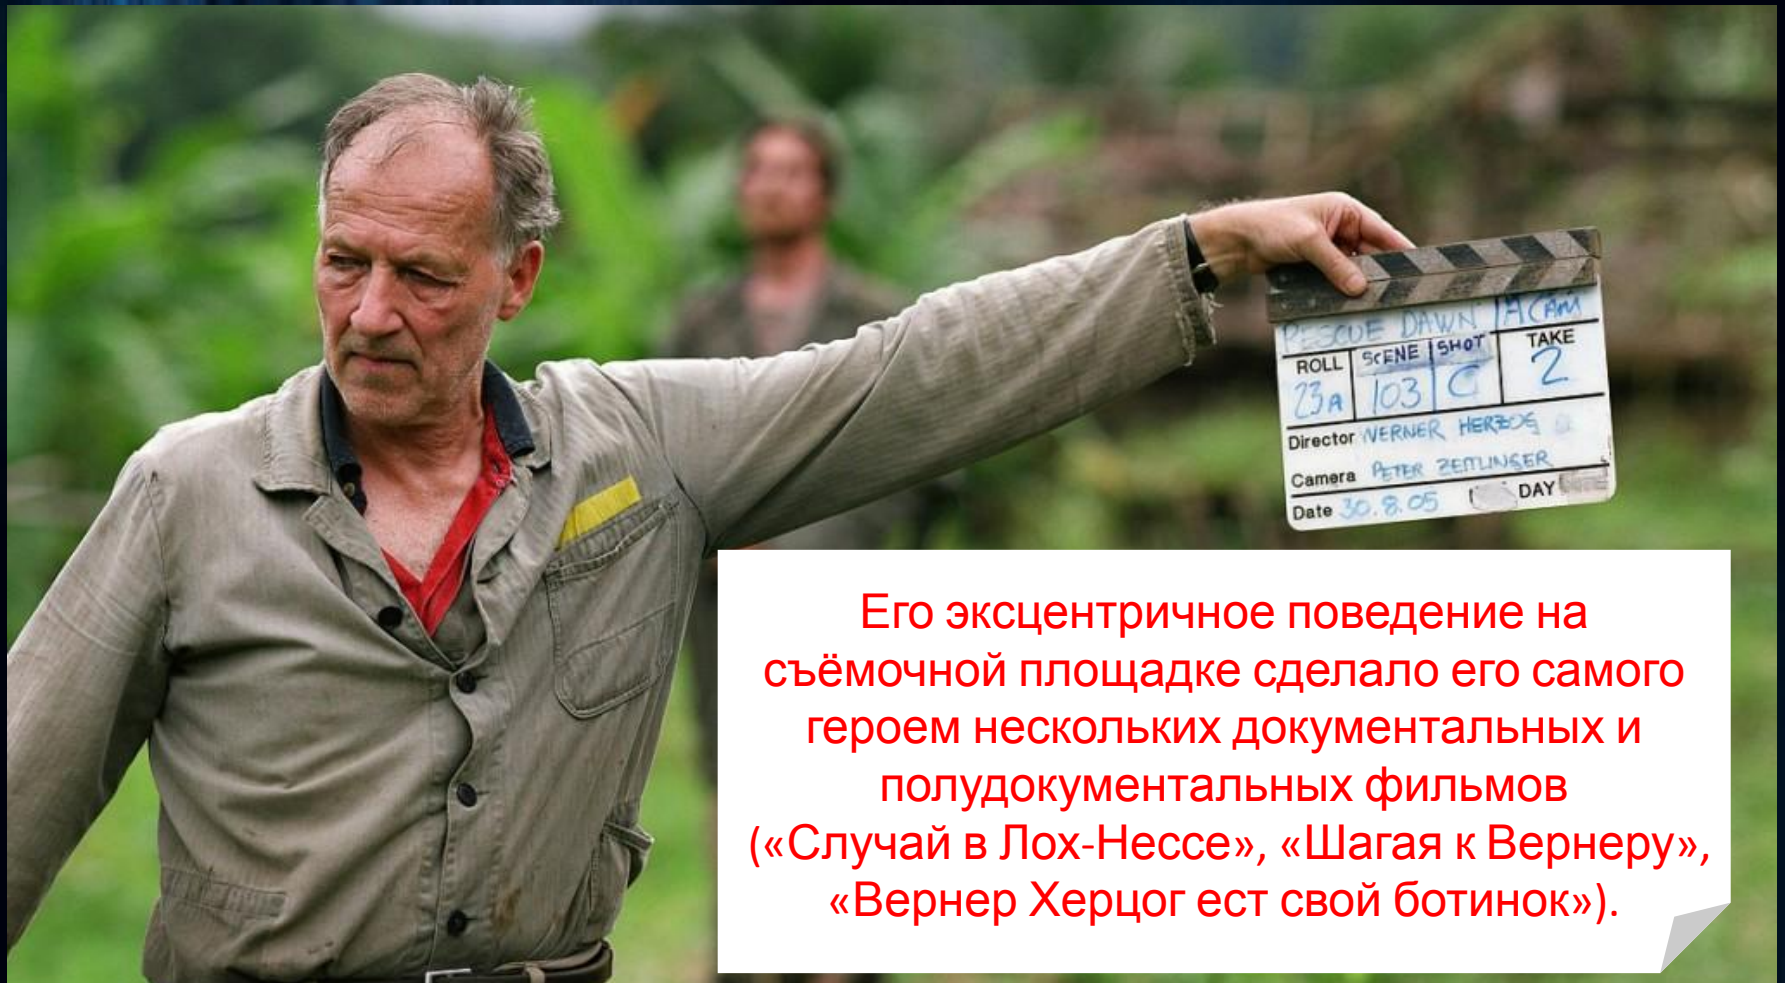 RESCUE DAWN A CAM
ROLL SCENE SHOT TAKE
23A 103 C 2
Director WERNER HERZOG
Camera PETER ZEITLINGER
Date 30.8.05 DAY
Его эксцентричное поведение на
съёмочной площадке сделало его самого
героем нескольких документальных и
полудокументальных фильмов
(«Случай в Лох-Нессе», «Шагая к Вернеру»,
«Вернер Херцог ест свой ботинок»).